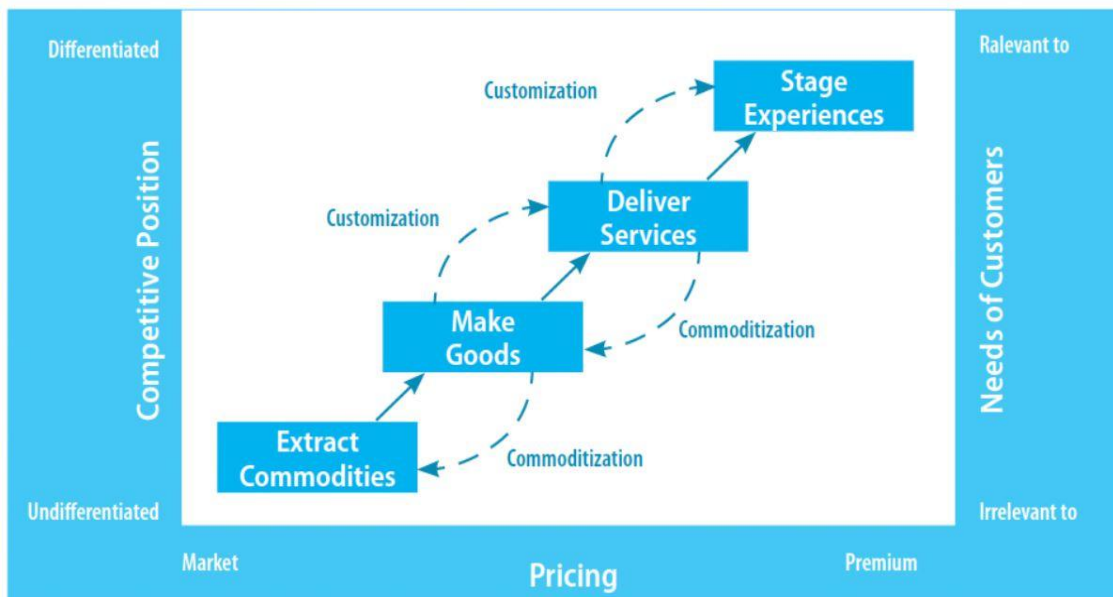 Differentiated
Ralevant to
Customization
Stage
Experiences
Competitive Position
Needs of Customers
Customization
Deliver
Services
Make
Goods
Commoditization
Extract
Commodities
Commoditization
Undifferentiated
Irrelevant to
Market
Pricing
Premium